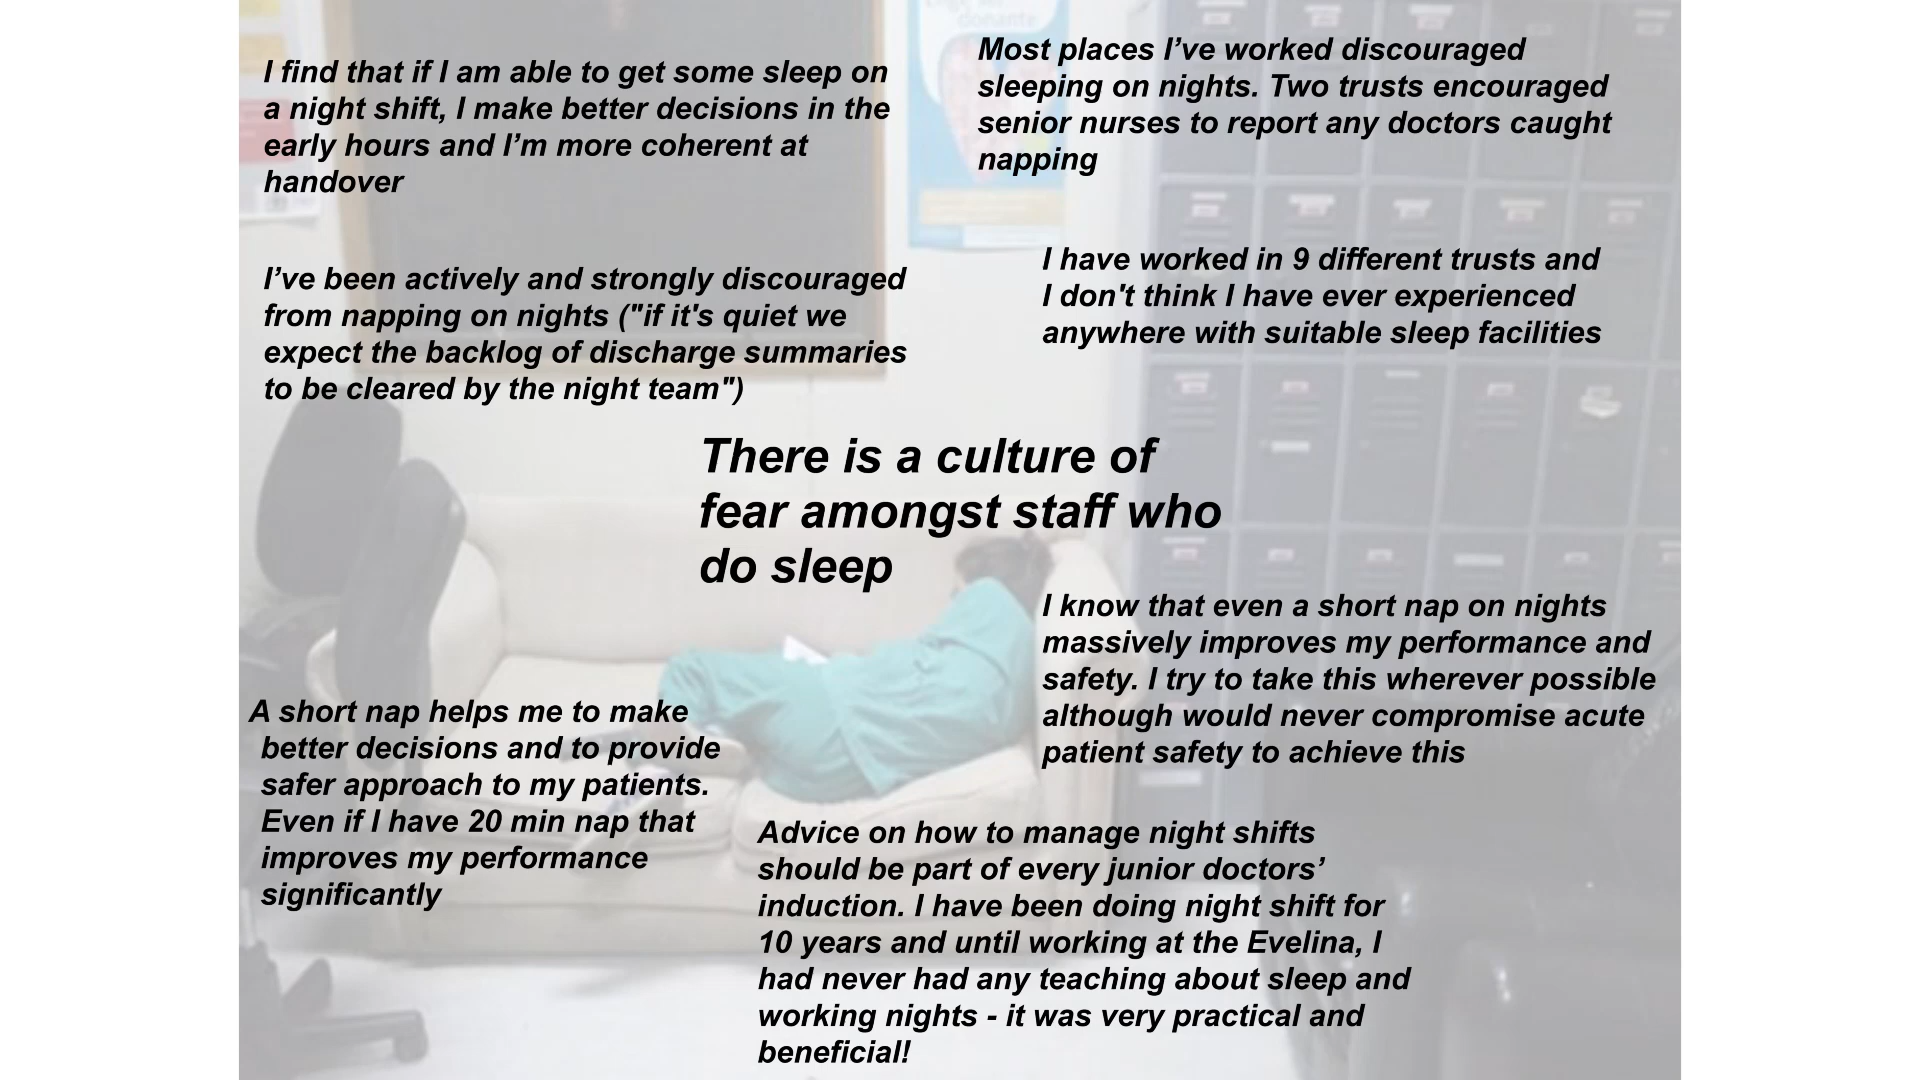 I find that if I am able to get some sleep on
a night shift, I make better decisions in the
early hours and I’m more coherent at
handover
Most places I’ve worked discouraged
sleeping on nights. Two trusts encouraged
senior nurses to report any doctors caught
napping
I’ve been actively and strongly discouraged
from napping on nights ("if it's quiet we
expect the backlog of discharge summaries
to be cleared by the night team")
I have worked in 9 different trusts and
I don't think I have ever experienced
anywhere with suitable sleep facilities
There is a culture of
fear amongst staff who
do sleep
I know that even a short nap on nights
massively improves my performance and
safety. I try to take this wherever possible
although would never compromise acute
patient safety to achieve this
A short nap helps me to make
better decisions and to provide
safer approach to my patients.
Even if I have 20 min nap that
improves my performance
significantly
Advice on how to manage night shifts
should be part of every junior doctors’
induction. I have been doing night shift for
10 years and until working at the Evelina, I
had never had any teaching about sleep and
working nights - it was very practical and
beneficial!
donante